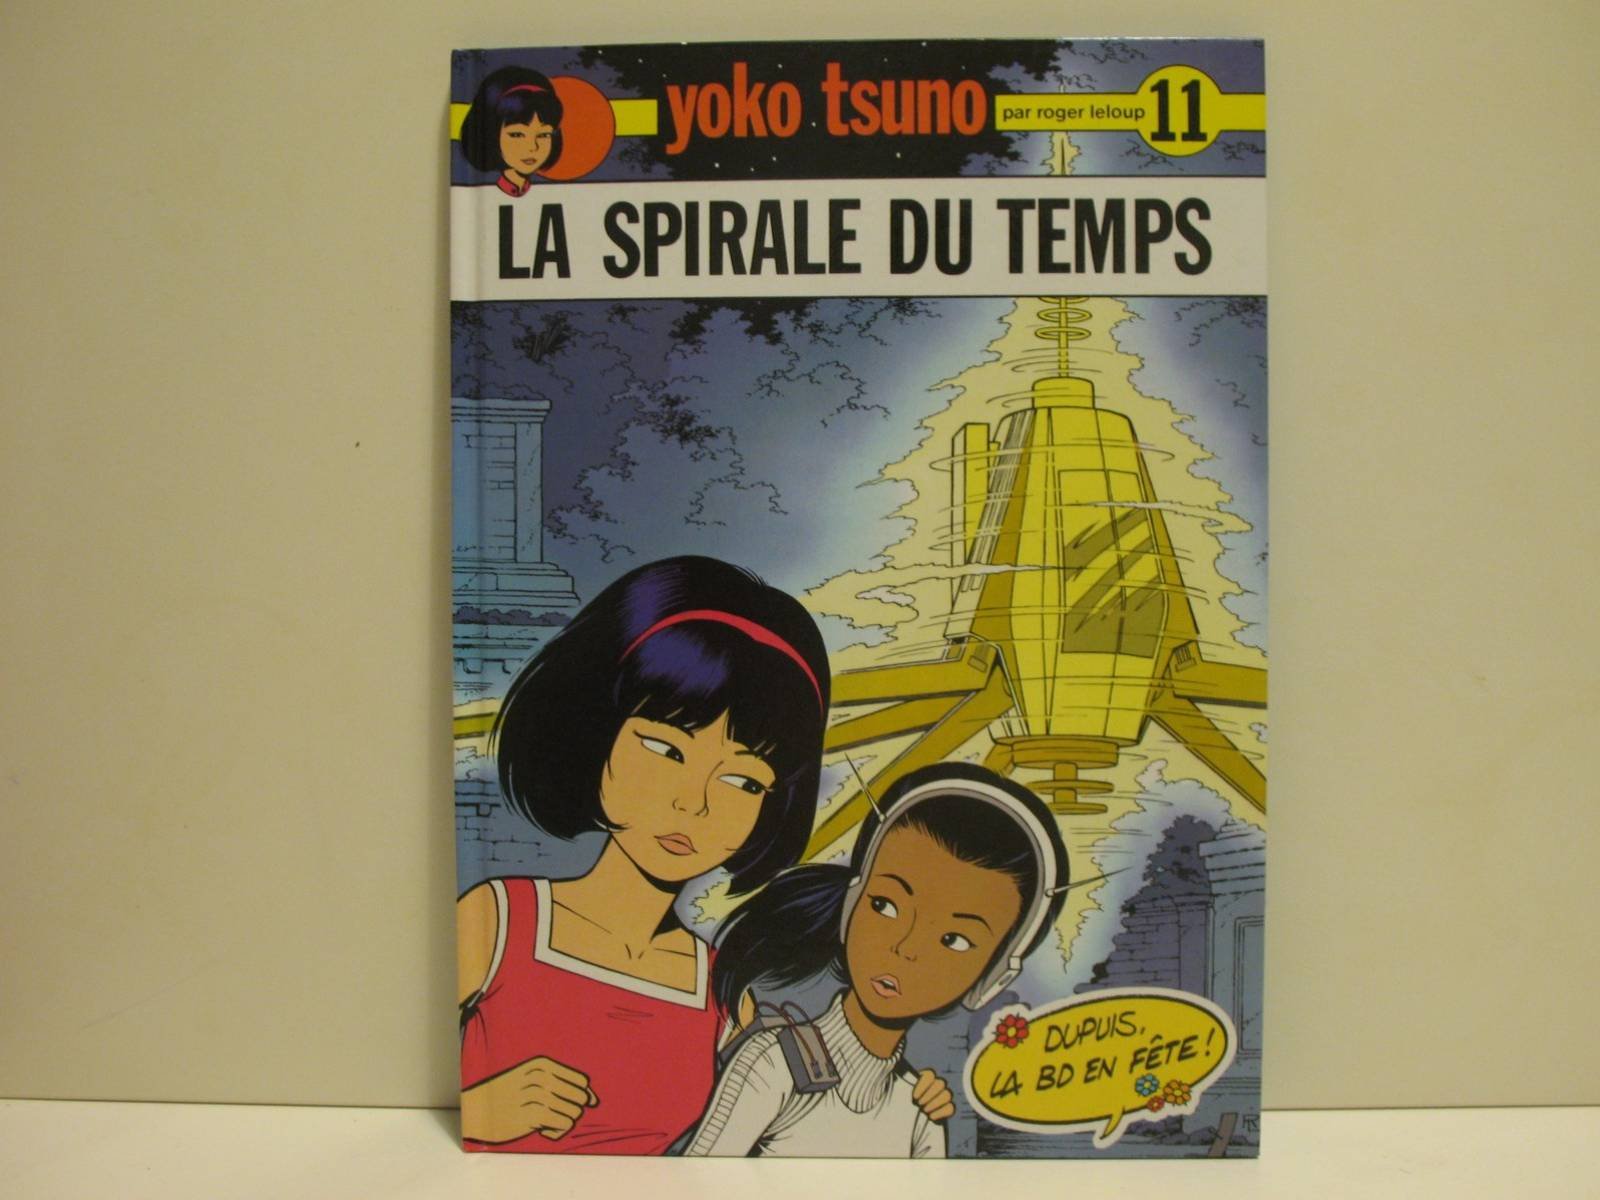 yoko tsuno
par roger leloup
11
LA SPIRALE DU TEMPS
DUPUIS,
LA BD EN FÊTE !